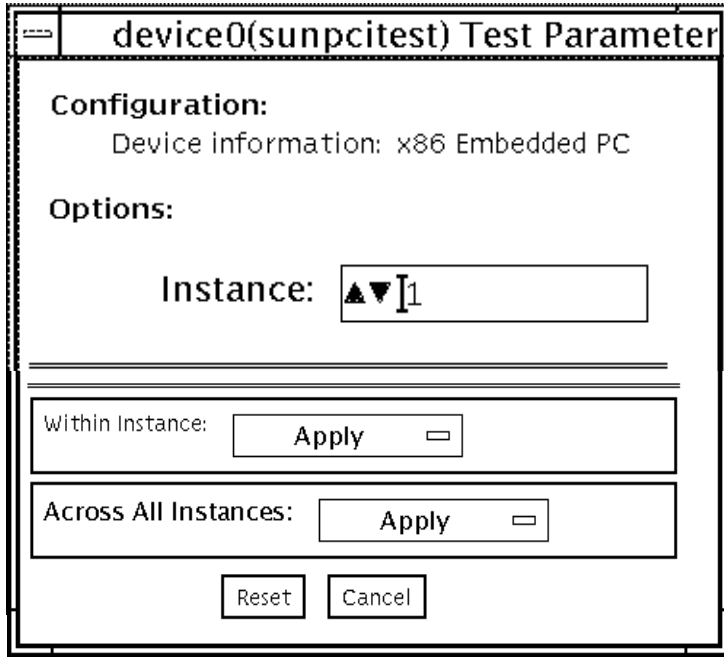 device0(sunpcitest) Test Parameter
Configuration:
Device information: x86 Embedded PC
Options:
Instance: 1
Within Instance: Apply
Across All Instances: Apply
Reset Cancel